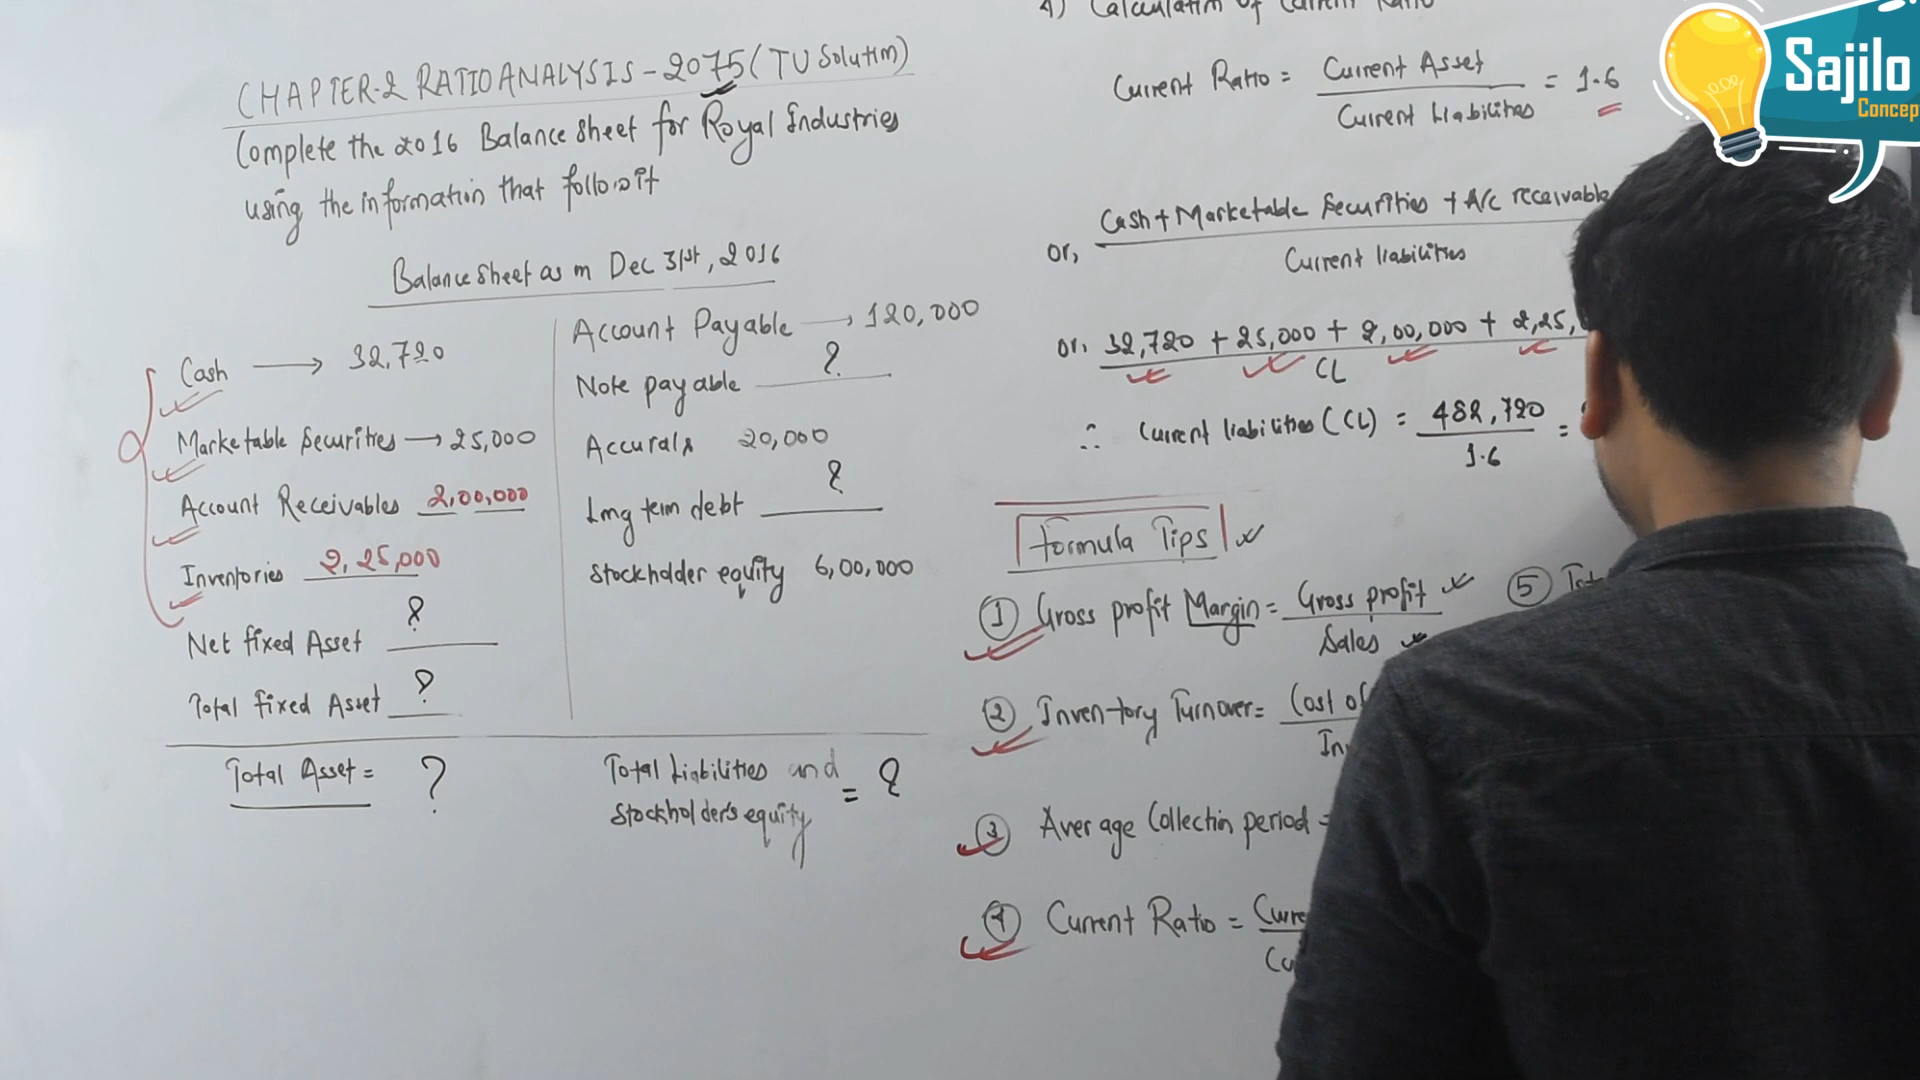 CHAPTER-2 RATIO ANALYSIS - 2075 (TU Solution)
Complete the 2016 Balance sheet for Royal Industries
using the information that follows it
Balance sheet as on Dec 31st, 2016
Cash → 32,720
Marketable Securities → 25,000
Account Receivables 2,00,000
Inventories 2,25,000
Net fixed Asset ?
Total fixed Asset ?
Total Asset = ?
Account Payable → 120,000
Note payable ?
Accurals 20,000
Long term debt ?
Stockholder equity 6,00,000
Total Liabilities and
Stockholder's equity = ?
4) Calculation of Current Ratio
Current Ratio = Current Asset / Current Liabilities = 1.6
or, Cash + Marketable Securities + A/c receivable
Current liabilities
or, 32,720 + 25,000 + 2,00,000 + 2,25,
CL
∴ Current liabilities (CL) = 482,720 / 1.6 =
Formula Tips
① Gross profit Margin = Gross profit / Sales
② Inventory Turnover = Cost of
③ Average Collection period =
④ Current Ratio =
⑤
Sajilo
Concep